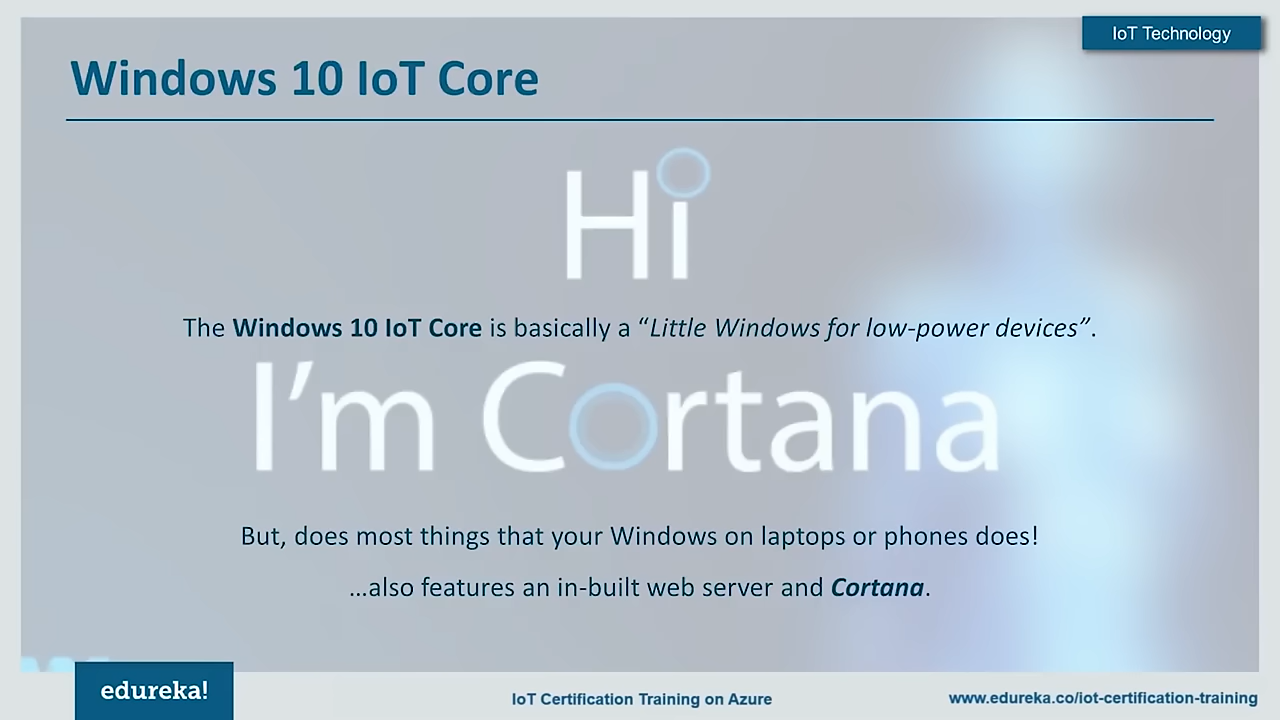 IoT Technology
Windows 10 IoT Core
Hi
The Windows 10 IoT Core is basically a “Little Windows for low-power devices”.
I’m Cortana
But, does most things that your Windows on laptops or phones does!
...also features an in-built web server and Cortana.
edureka!
IoT Certification Training on Azure
www.edureka.co/iot-certification-training